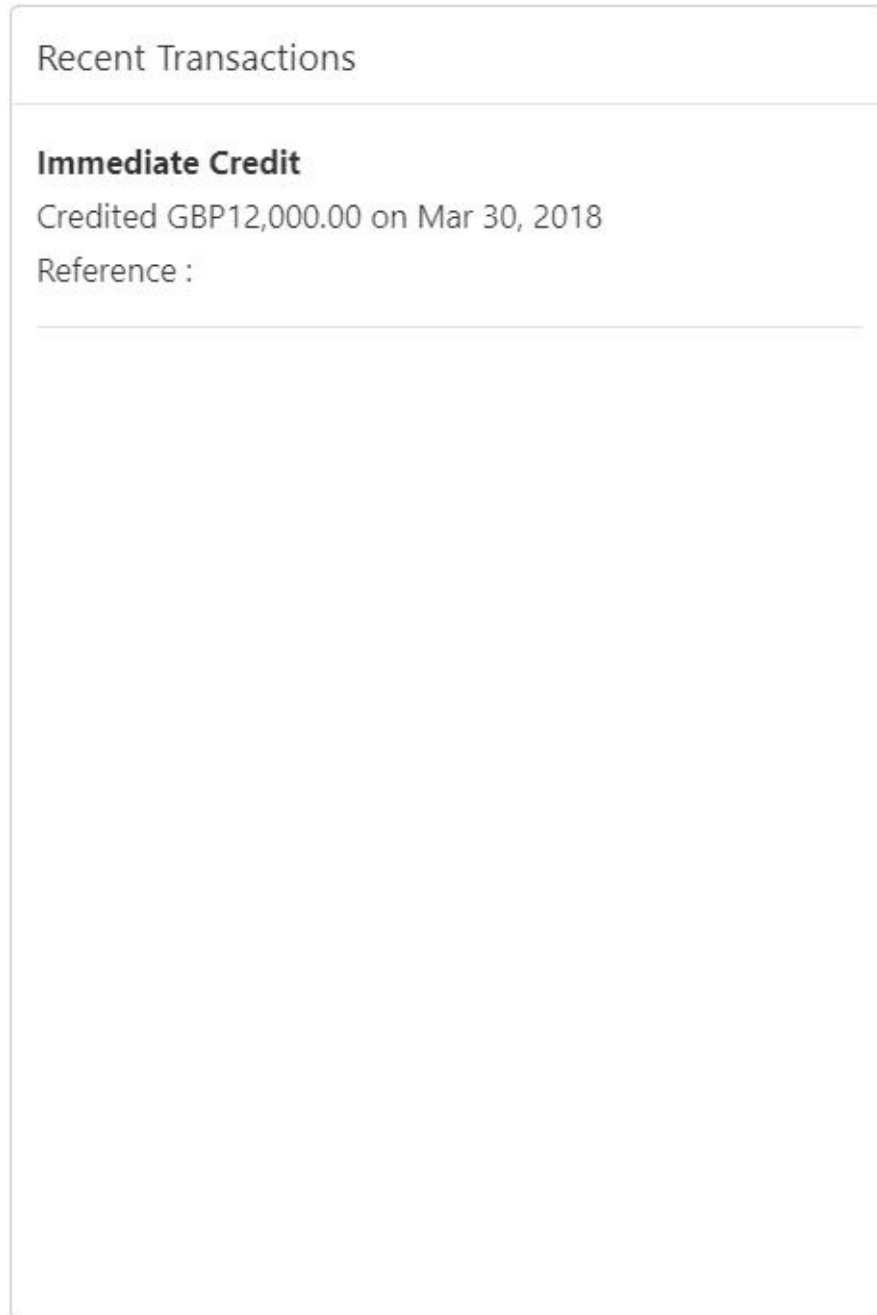 Recent Transactions
Immediate Credit
Credited GBP12,000.00 on Mar 30, 2018
Reference :